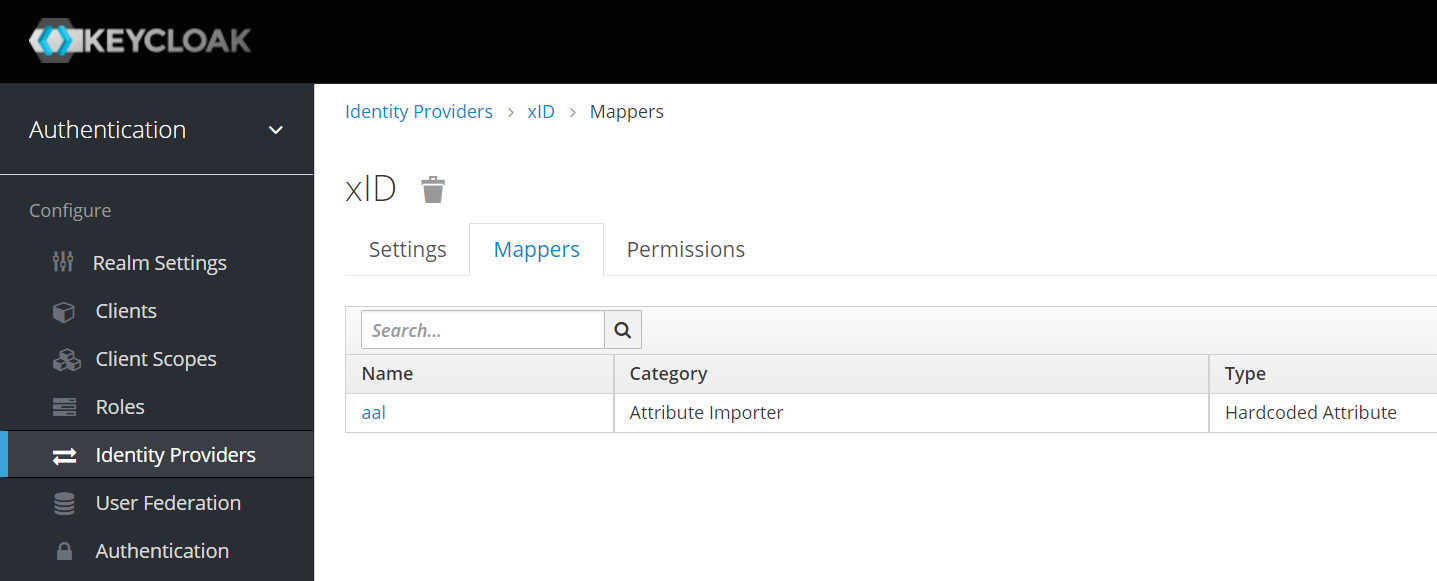 KEYCLOAK
Authentication
Configure
Realm Settings
Clients
Client Scopes
Roles
Identity Providers
User Federation
Authentication
Identity Providers > xID > Mappers
xID
Settings Mappers Permissions
Search...
Name Category Type
aal Attribute Importer Hardcoded Attribute